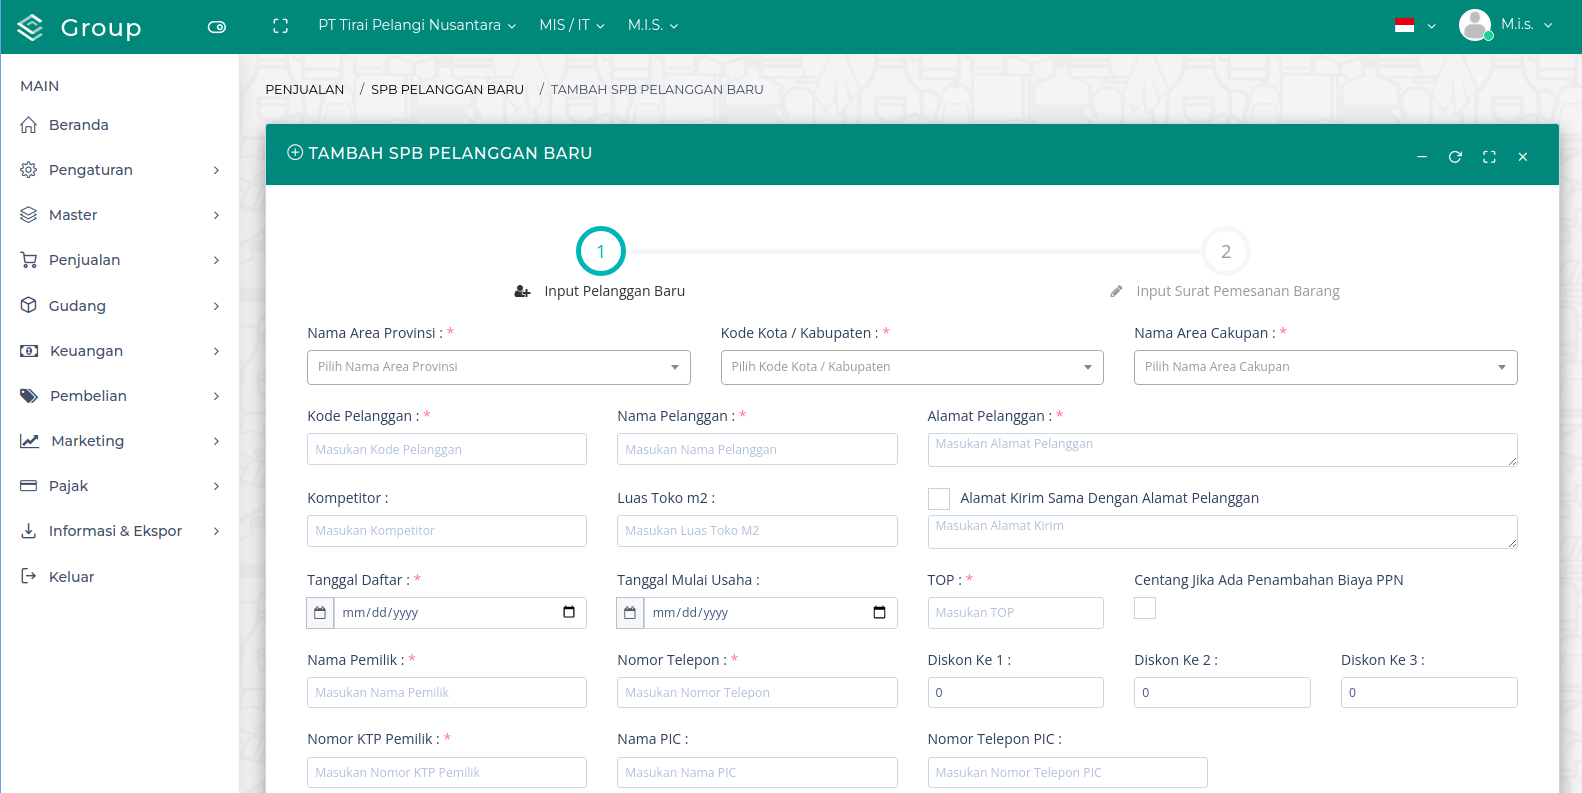 Group
PT Tirai Pelangi Nusantara
MIS / IT
M.I.S.
M.i.s.
MAIN
Beranda
Pengaturan
Master
Penjualan
Gudang
Keuangan
Pembelian
Marketing
Pajak
Informasi & Ekspor
Keluar
PENJUALAN / SPB PELANGGAN BARU / TAMBAH SPB PELANGGAN BARU
TAMBAH SPB PELANGGAN BARU
1
2
Input Pelanggan Baru
Input Surat Pemesanan Barang
Nama Area Provinsi : *
Kode Kota / Kabupaten : *
Nama Area Cakupan : *
Pilih Nama Area Provinsi
Pilih Kode Kota / Kabupaten
Pilih Nama Area Cakupan
Kode Pelanggan : *
Nama Pelanggan : *
Alamat Pelanggan : *
Masukan Kode Pelanggan
Masukan Nama Pelanggan
Masukan Alamat Pelanggan
Kompetitor :
Luas Toko m2 :
Alamat Kirim Sama Dengan Alamat Pelanggan
Masukan Kompetitor
Masukan Luas Toko M2
Masukan Alamat Kirim
Tanggal Daftar : *
Tanggal Mulai Usaha :
TOP : *
Centang Jika Ada Penambahan Biaya PPN
mm/dd/yyyy
mm/dd/yyyy
Masukan TOP
Nama Pemilik : *
Nomor Telepon : *
Diskon Ke 1 :
Diskon Ke 2 :
Diskon Ke 3 :
Masukan Nama Pemilik
Masukan Nomor Telepon
0
0
0
Nomor KTP Pemilik : *
Nama PIC :
Nomor Telepon PIC :
Masukan Nomor KTP Pemilik
Masukan Nama PIC
Masukan Nomor Telepon PIC